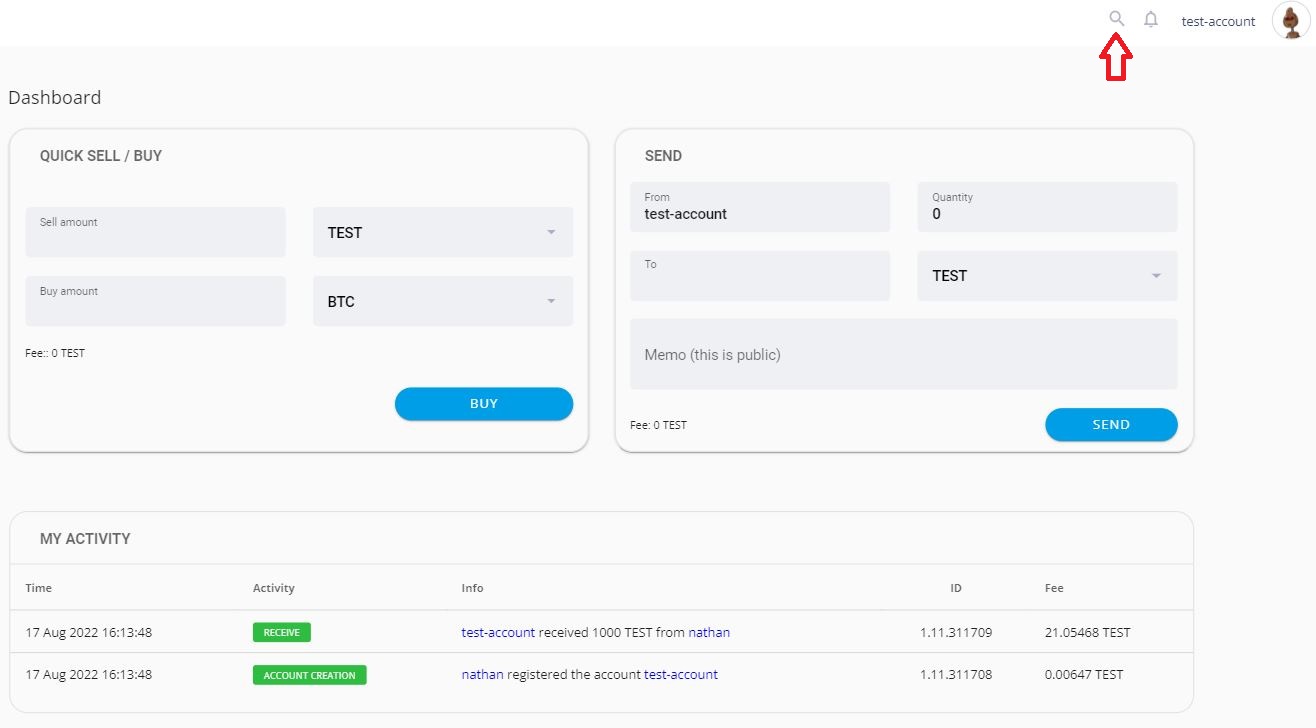 test-account
Dashboard
QUICK SELL / BUY
Sell amount
TEST
Buy amount
BTC
Fee:: 0 TEST
BUY
SEND
From
test-account
Quantity
0
To
TEST
Memo (this is public)
Fee: 0 TEST
SEND
MY ACTIVITY
Time Activity Info ID Fee
17 Aug 2022 16:13:48 RECEIVE test-account received 1000 TEST from nathan 1.11.311709 21.05468 TEST
17 Aug 2022 16:13:48 ACCOUNT CREATION nathan registered the account test-account 1.11.311708 0.00647 TEST